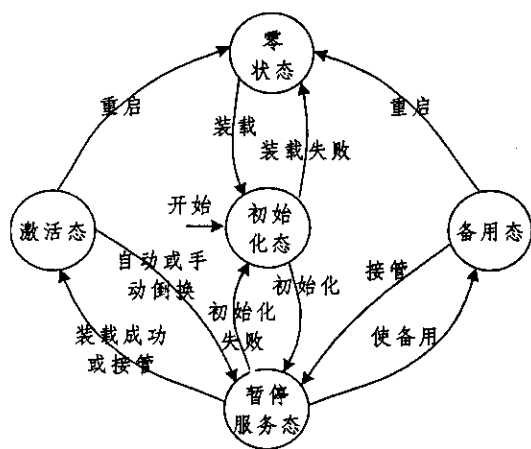 零
状态
重启
重启
装载
装载失败
开始
激活态
初始
化态
备用态
自动或手
动倒换
接管
初始化
初始化
失败
装载成功
或接管
使备用
暂停
服务态